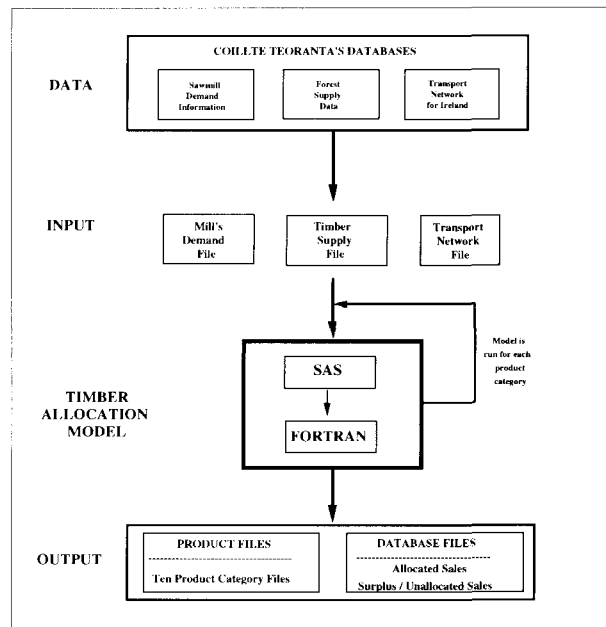 COILLTE TEORANTA'S DATABASES
DATA
Sawmill
Demand
Information
Forest
Supply
Data
Transport
Network
for Ireland
INPUT
Mill's
Demand
File
Timber
Supply
File
Transport
Network
File
Model is
run for each
product
category
TIMBER
ALLOCATION
MODEL
SAS
FORTRAN
OUTPUT
PRODUCT FILES
Ten Product Category Files
DATABASE FILES
Allocated Sales
Surplus / Unallocated Sales